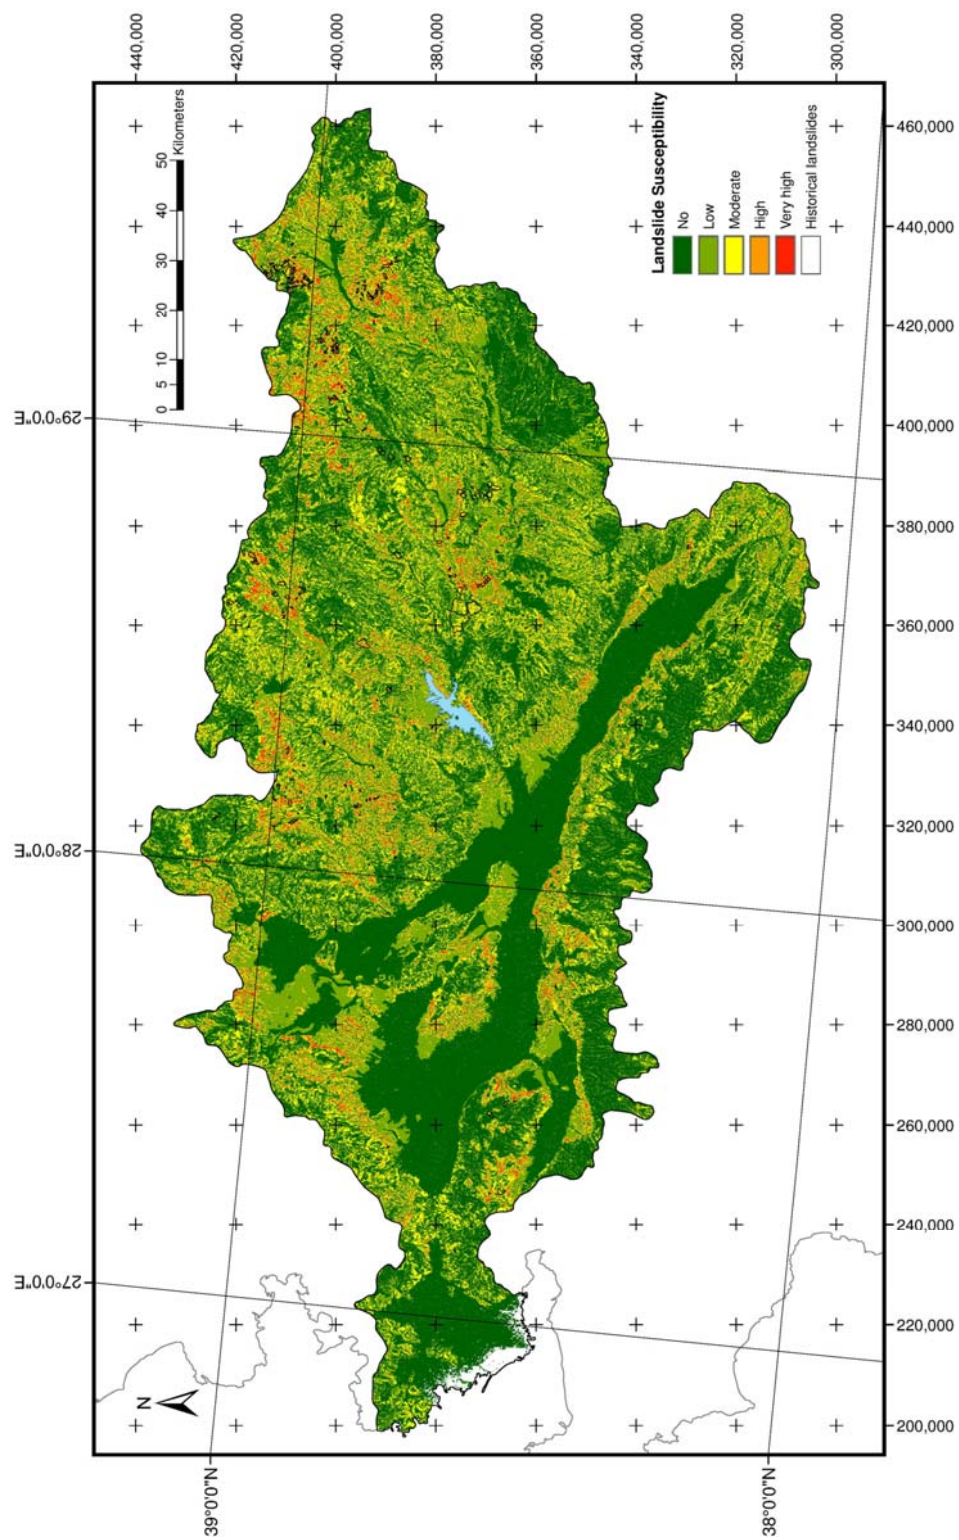 440,000
420,000
400,000
380,000
360,000
340,000
320,000
300,000
0
5
10
20
30
40
50
Kilometers
N
Landslide Susceptibility
No
Low
Moderate
High
Very high
Historical landslides
27°0'0"E
28°0'0"E
29°0'0"E
39°0'0"N
38°0'0"N
200,000
220,000
240,000
260,000
280,000
300,000
320,000
340,000
360,000
380,000
400,000
420,000
440,000
460,000